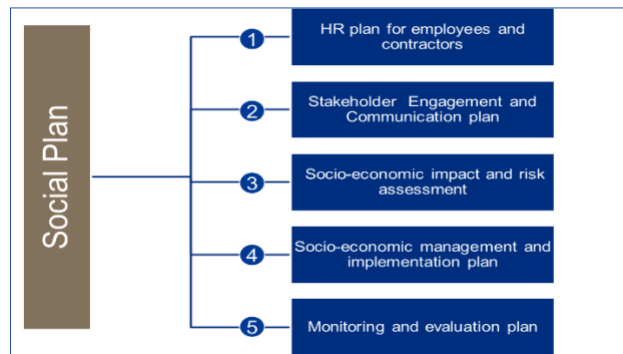 Social Plan
1
HR plan for employees and
contractors
2
Stakeholder Engagement and
Communication plan
3
Socio-economic impact and risk
assessment
4
Socio-economic management and
implementation plan
5
Monitoring and evaluation plan